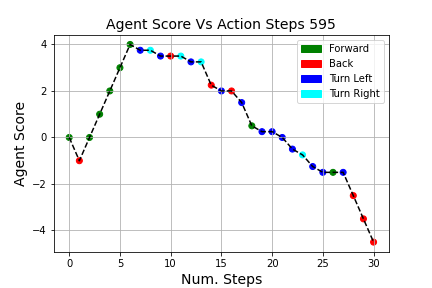 Agent Score Vs Action Steps 595
Forward
Back
Turn Left
Turn Right
Agent Score
4
2
0
−2
−4
0 5 10 15 20 25 30
Num. Steps